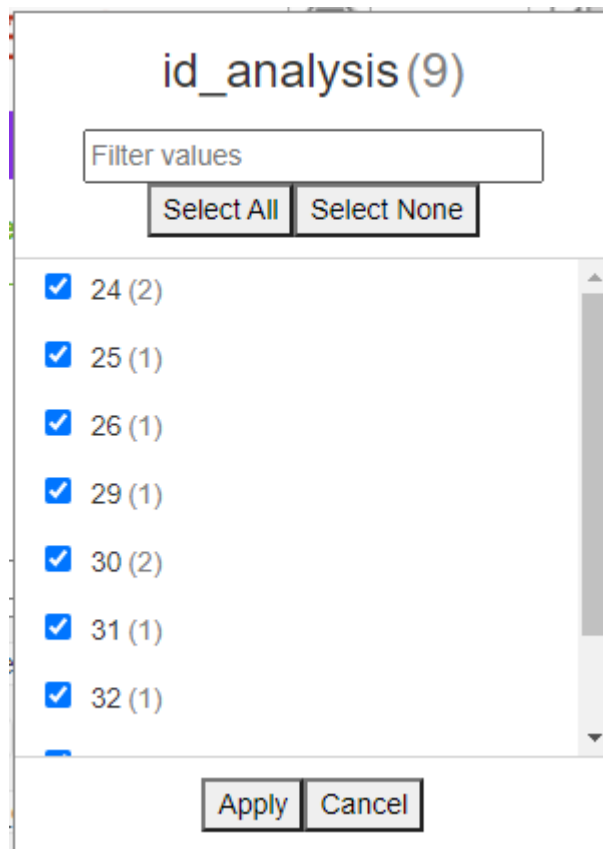 id_analysis (9)
Filter values
Select All Select None
24 (2)
25 (1)
26 (1)
29 (1)
30 (2)
31 (1)
32 (1)
Apply Cancel